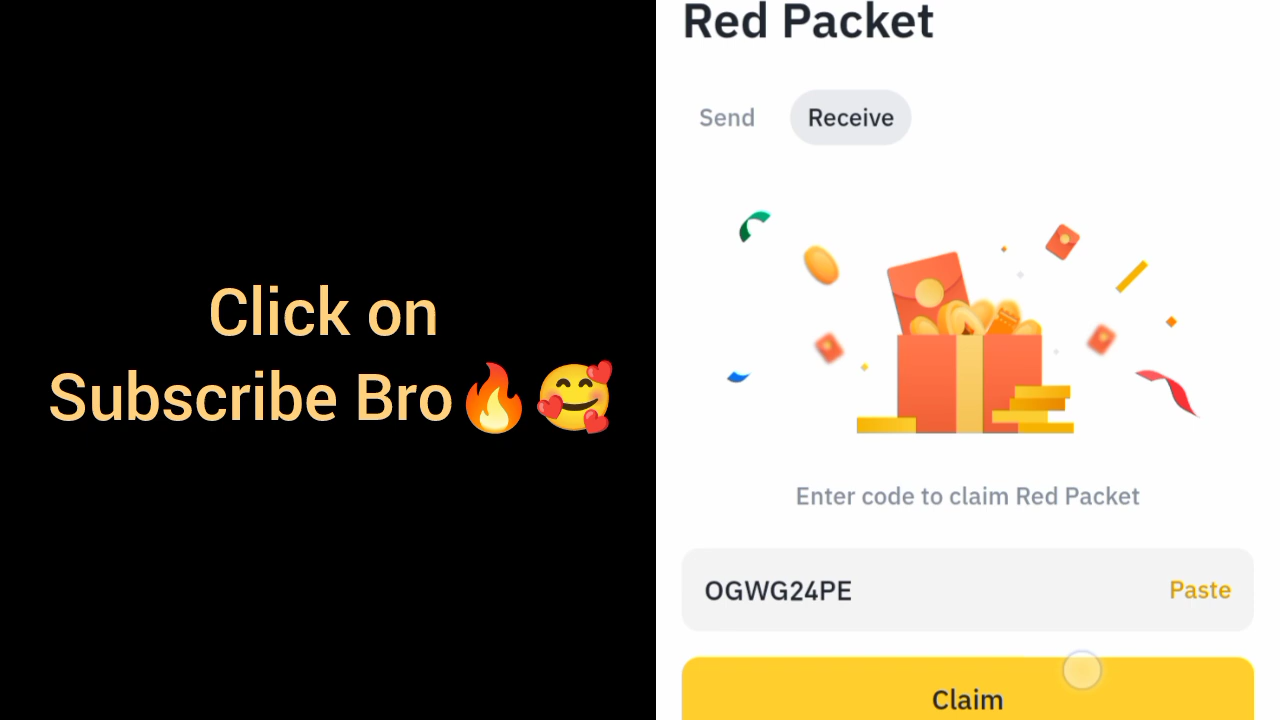 Click on
Subscribe Bro🔥🥰
Red Packet
Send
Receive
Enter code to claim Red Packet
OGWG24PE
Paste
Claim